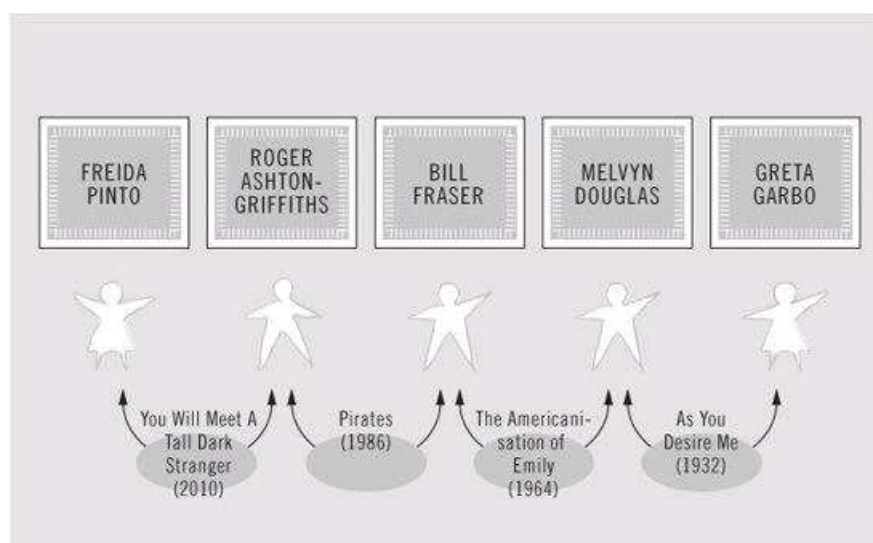 FREIDA
PINTO
ROGER
ASHTON-
GRIFFITHS
BILL
FRASER
MELVYN
DOUGLAS
GRETA
GARBO
You Will Meet A
Tall Dark
Stranger
(2010)
Pirates
(1986)
The Americani-
sation of
Emily
(1964)
As You
Desire Me
(1932)